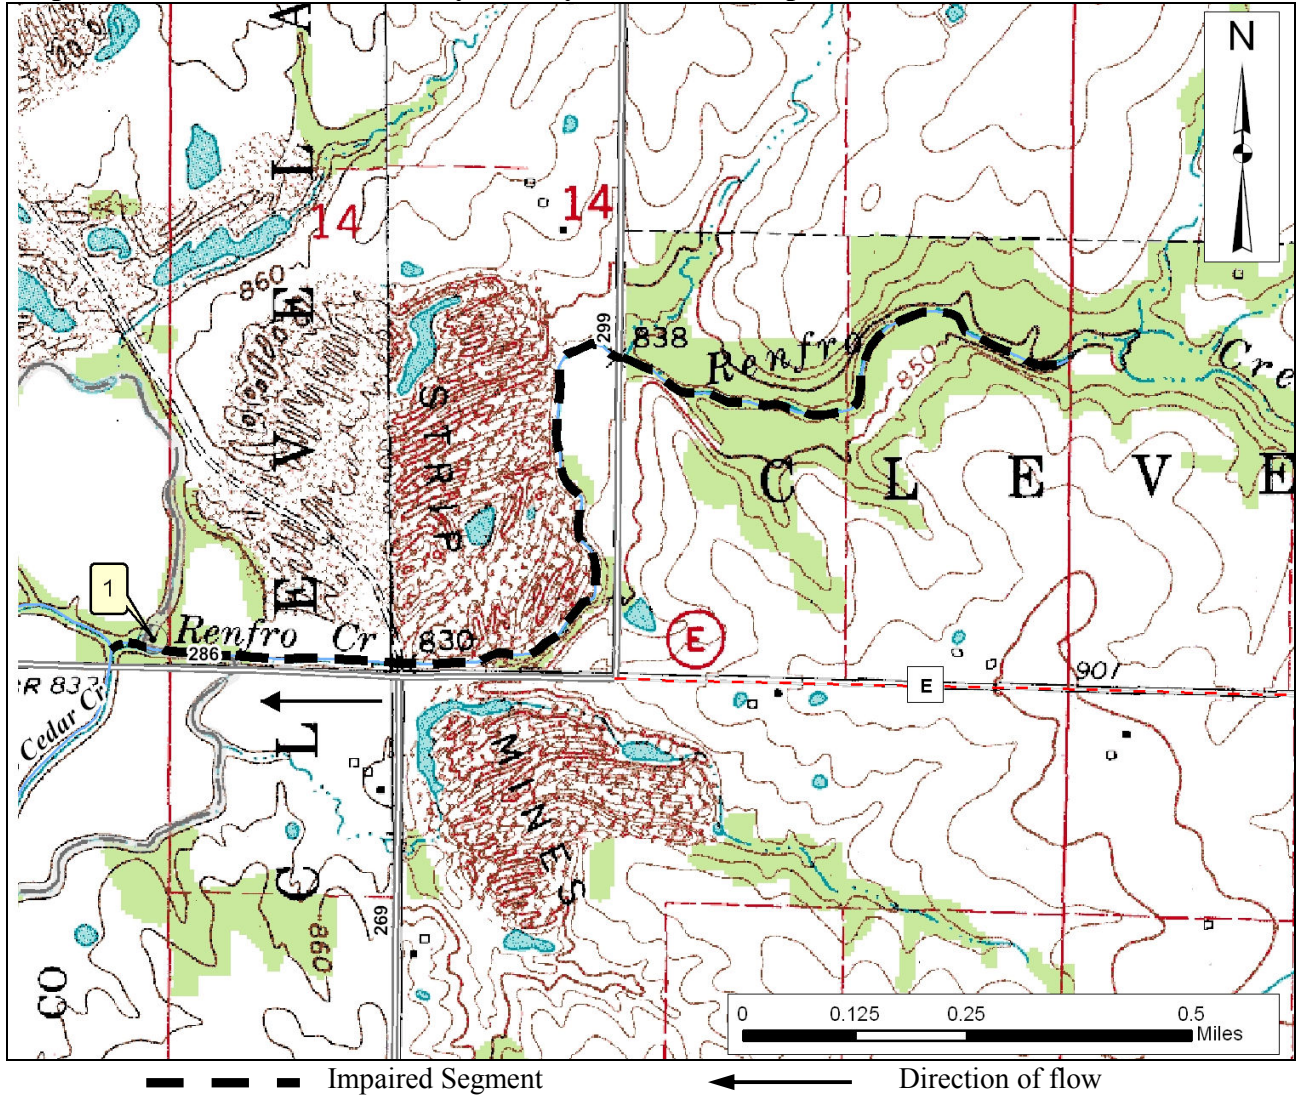 N
A
L
E
V
E
L
C
14
14
860
299
838
Renfro
Cre
850
STRIP
C L E V E
1
Renfro Cr
286
830
E
E
901
R 832
Cedar Cr
MINES
269
860
CO
0 0.125 0.25 0.5
Miles
Impaired Segment
Direction of flow